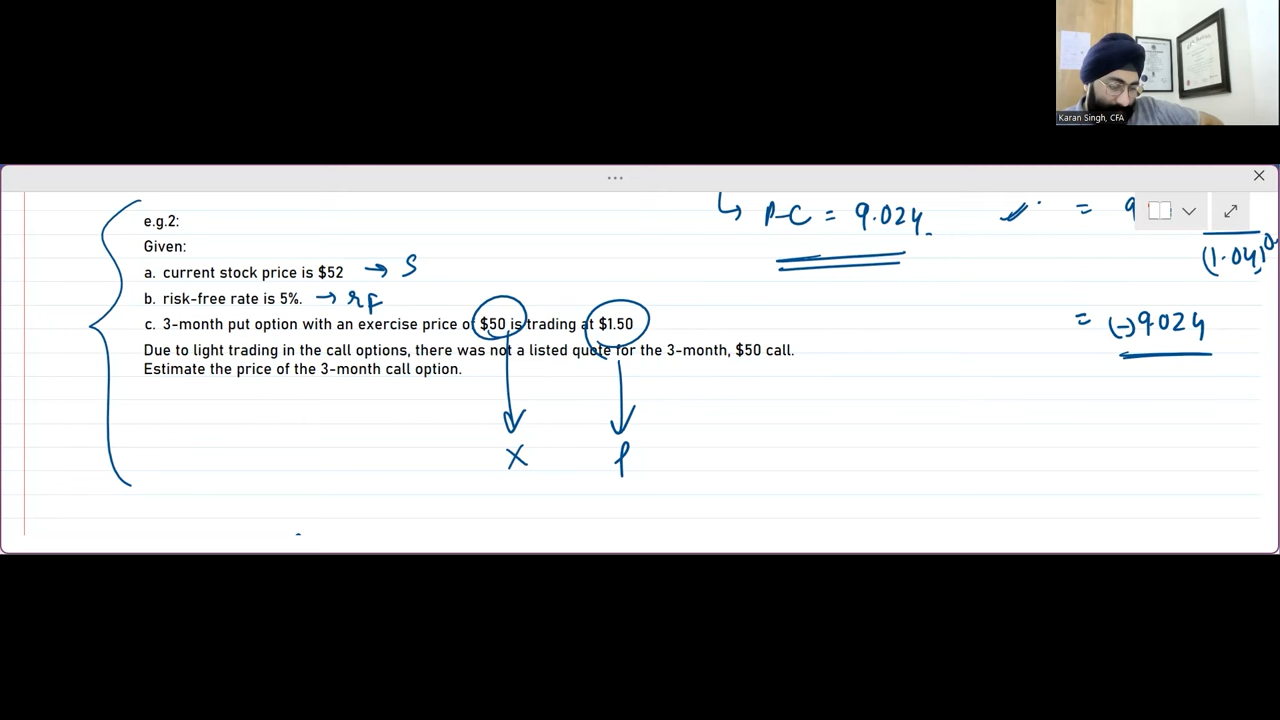 Karan Singh, CFA
e.g.2:
Given:
a. current stock price is $52 → S
b. risk-free rate is 5%. → rF
c. 3-month put option with an exercise price of $50 is trading at $1.50
Due to light trading in the call options, there was not a listed quote for the 3-month, $50 call.
Estimate the price of the 3-month call option.
X P
↳ P-C = 9.024
= 9
(1.04)
= (-)9.024